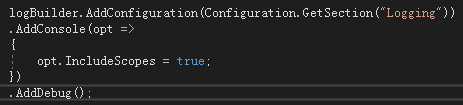 logBuilder.AddConfiguration(Configuration.GetSection("Logging"))
.AddConsole(opt =>
{
    opt.IncludeScopes = true;
})
.AddDebug();